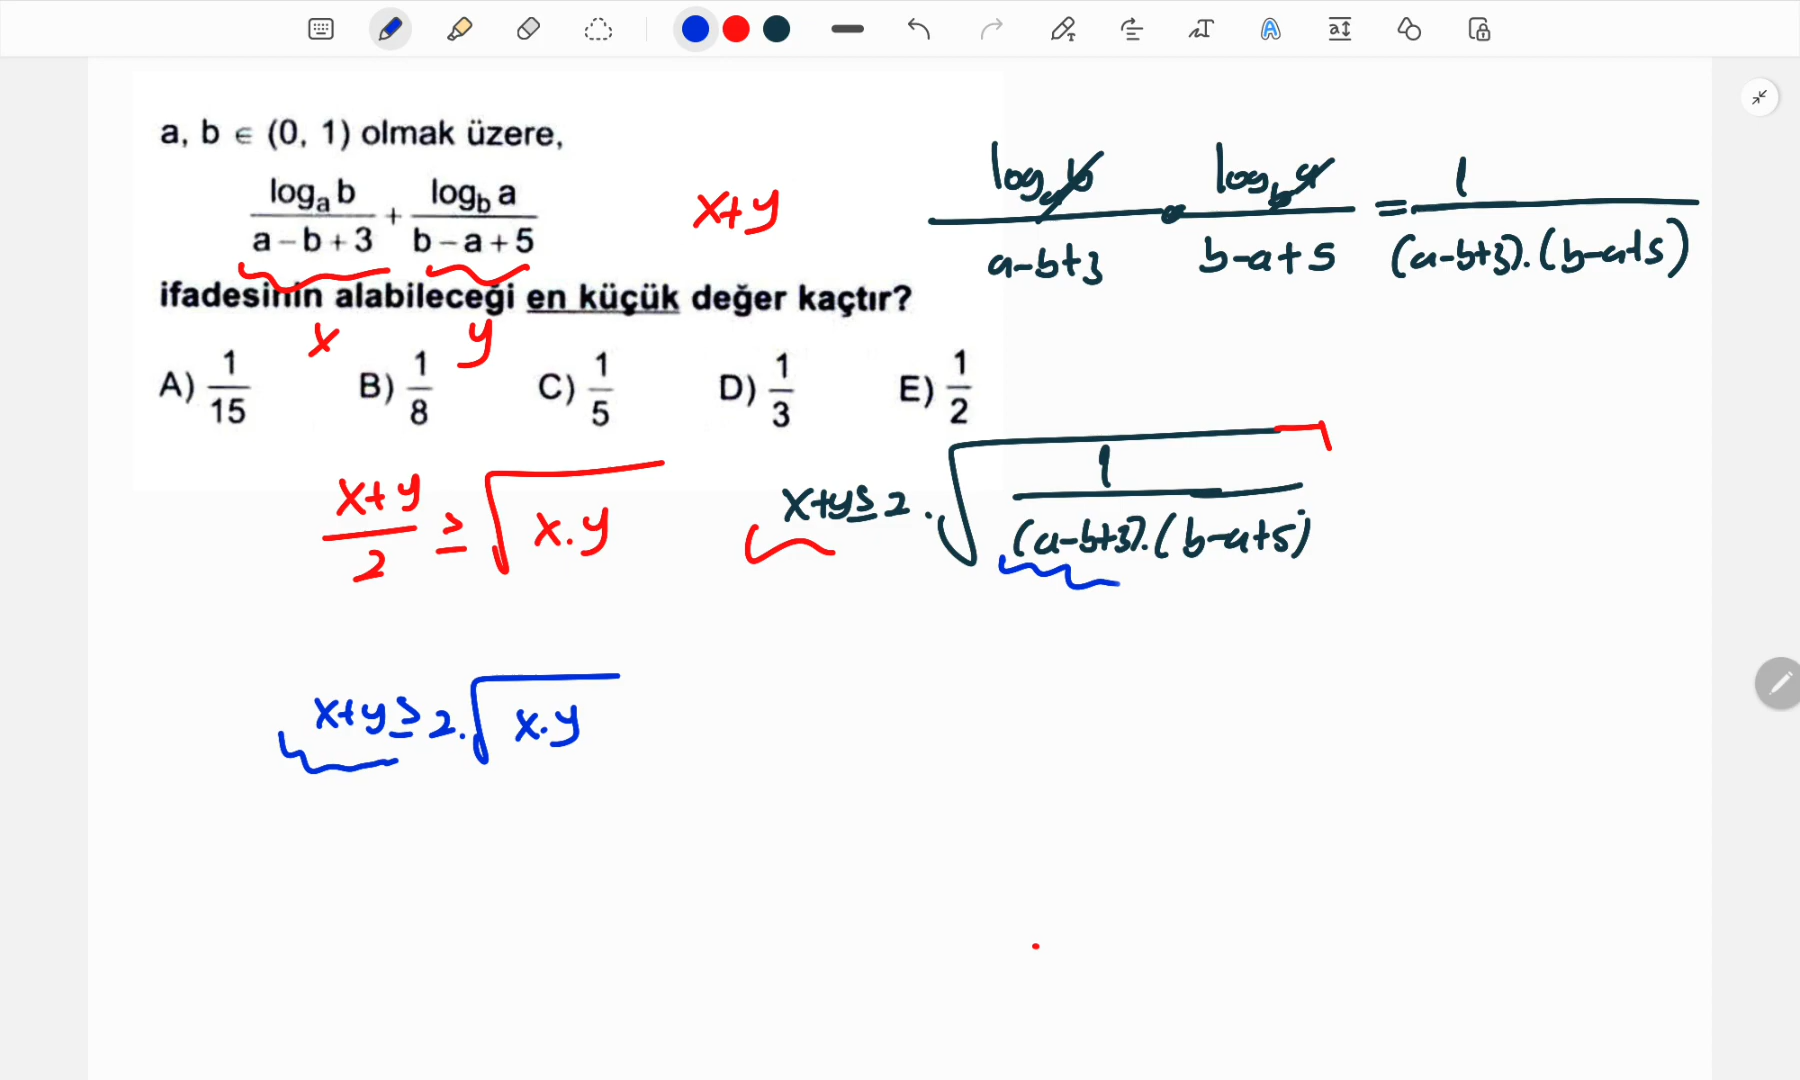 a, b ∈ (0, 1) olmak üzere,
log_a b / (a − b + 3) + log_b a / (b − a + 5)
ifadesinin alabileceği en küçük değer kaçtır?
x y
A) 1/15 B) 1/8 C) 1/5 D) 1/3 E) 1/2
x+y
log_a b / (a-b+3) · log_b a / (b-a+5) = 1 / ((a-b+3).(b-a+5))
(x+y)/2 ≥ √(x.y)
x+y ≥ 2.√(1 / ((a-b+3).(b-a+5)))
x+y ≥ 2.√(x.y)